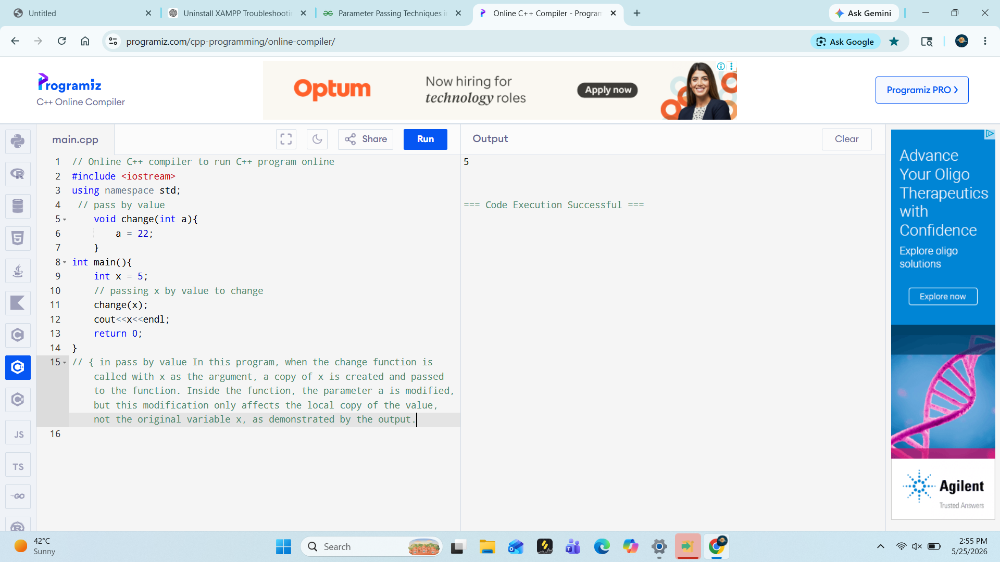 Untitled
Uninstall XAMPP Troubleshooti
Parameter Passing Techniques i
Online C++ Compiler - Program
Ask Gemini
programiz.com/cpp-programming/online-compiler/
Ask Google
Programiz
C++ Online Compiler
Optum
Now hiring for
technology roles
Apply now
Programiz PRO
main.cpp
Share
Run
Output
Clear
1 // Online C++ compiler to run C++ program online
2 #include <iostream>
3 using namespace std;
4 // pass by value
5 void change(int a){
6 a = 22;
7 }
8 int main(){
9 int x = 5;
10 // passing x by value to change
11 change(x);
12 cout<<x<<endl;
13 return 0;
14 }
15 // { in pass by value In this program, when the change function is
called with x as the argument, a copy of x is created and passed
to the function. Inside the function, the parameter a is modified,
but this modification only affects the local copy of the value,
not the original variable x, as demonstrated by the output.
16
5
=== Code Execution Successful ===
JS
TS
GO
Advance
Your Oligo
Therapeutics
with
Confidence
Explore oligo
solutions
Explore now
Agilent
Trusted Answers
42°C
Sunny
Search
2:55 PM
5/25/2026